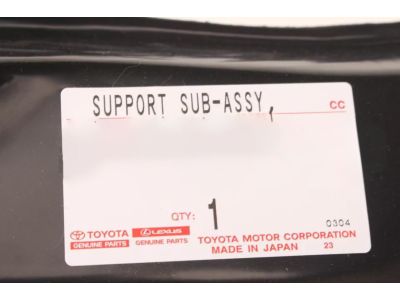 SUPPORT SUB-ASSY,
CC
QTY: 1
0304
TOYOTA LEXUS TOYOTA MOTOR CORPORATION
GENUINE PARTS GENUINE PARTS MADE IN JAPAN 23